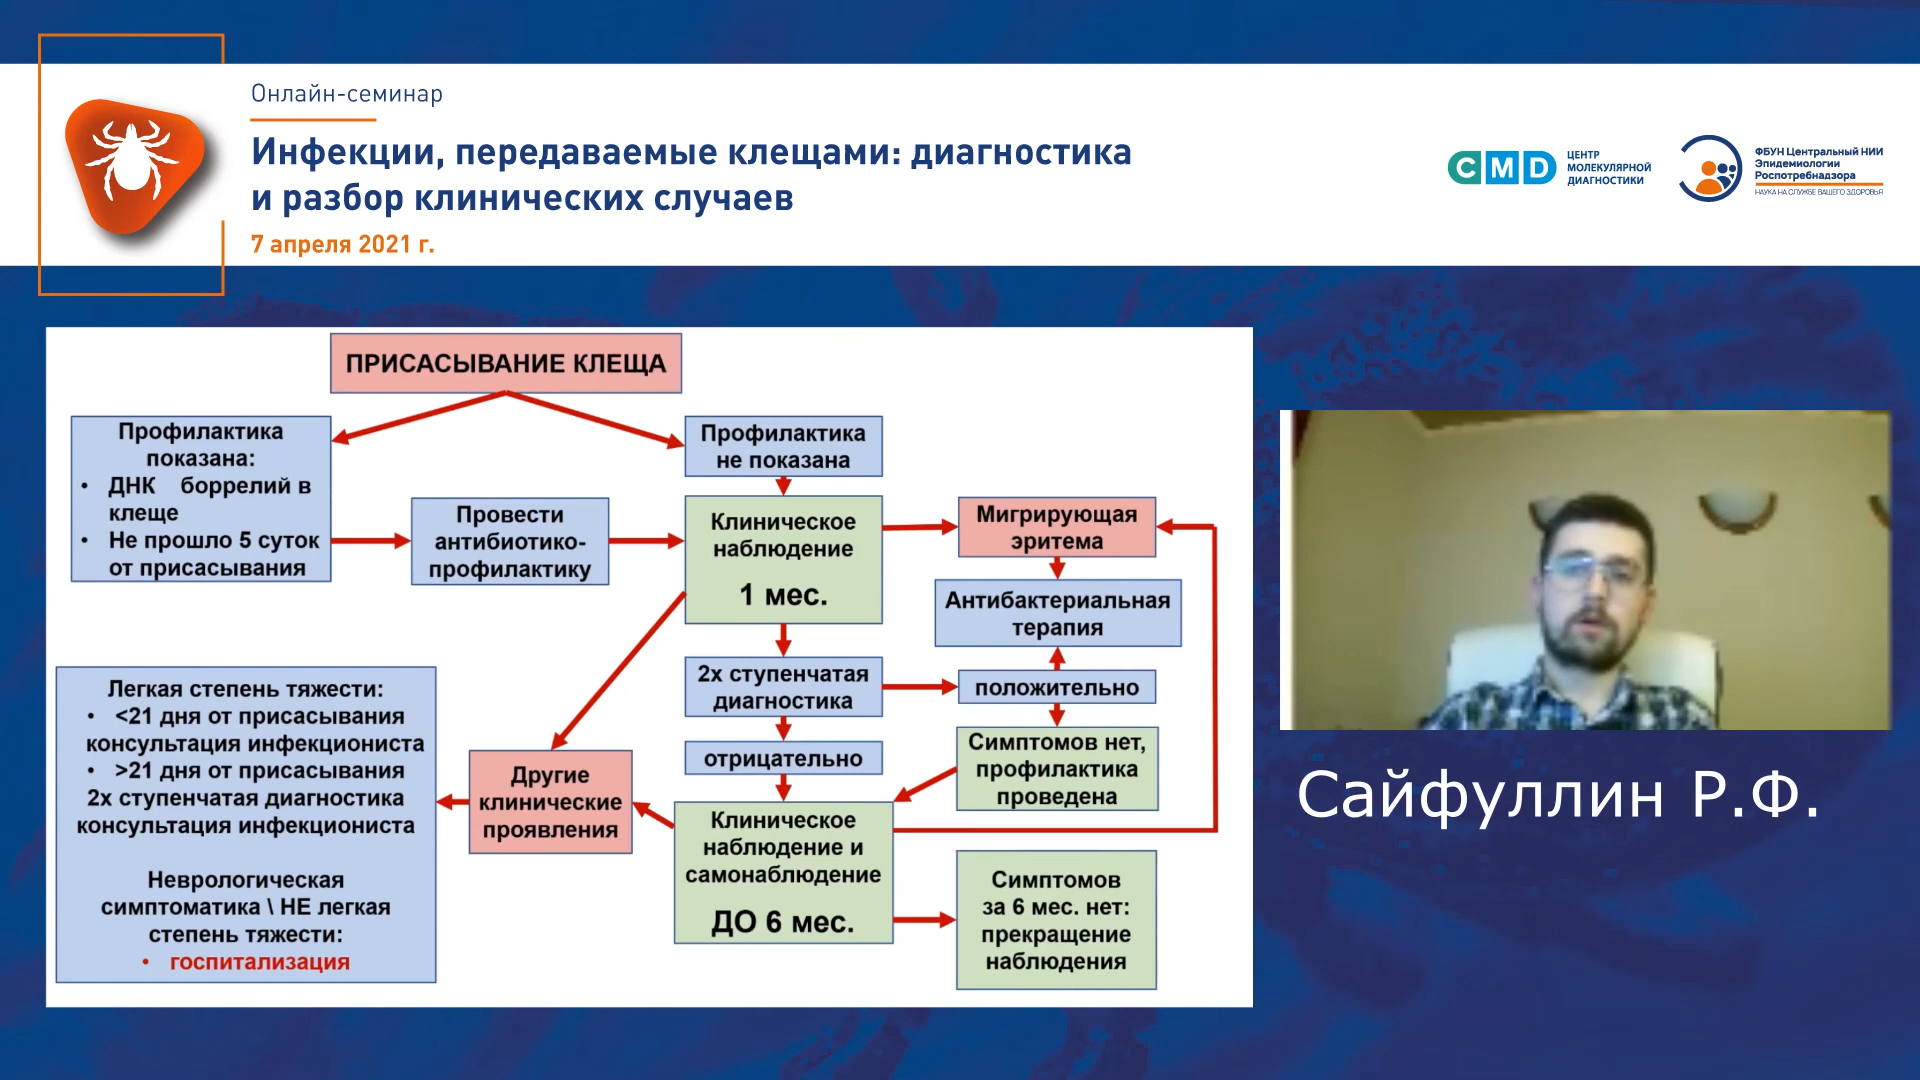 Онлайн-семинар
Инфекции, передаваемые клещами: диагностика
и разбор клинических случаев
7 апреля 2021 г.
CMD
ЦЕНТР
МОЛЕКУЛЯРНОЙ
ДИАГНОСТИКИ
ФБУН Центральный НИИ
Эпидемиологии
Роспотребнадзора
НАУКА НА СЛУЖБЕ ВАШЕГО ЗДОРОВЬЯ
ПРИСАСЫВАНИЕ КЛЕЩА
Профилактика
показана:
• ДНК боррелий в
клеще
• Не прошло 5 суток
от присасывания
Провести
антибиотико-
профилактику
Профилактика
не показана
Клиническое
наблюдение
1 мес.
Мигрирующая
эритема
Антибактериальная
терапия
2х ступенчатая
диагностика
положительно
отрицательно
Симптомов нет,
профилактика
проведена
Клиническое
наблюдение и
самонаблюдение
ДО 6 мес.
Симптомов
за 6 мес. нет:
прекращение
наблюдения
Другие
клинические
проявления
Легкая степень тяжести:
• <21 дня от присасывания
консультация инфекциониста
• >21 дня от присасывания
2х ступенчатая диагностика
консультация инфекциониста
Неврологическая
симптоматика \ НЕ легкая
степень тяжести:
• госпитализация
Сайфуллин Р.Ф.